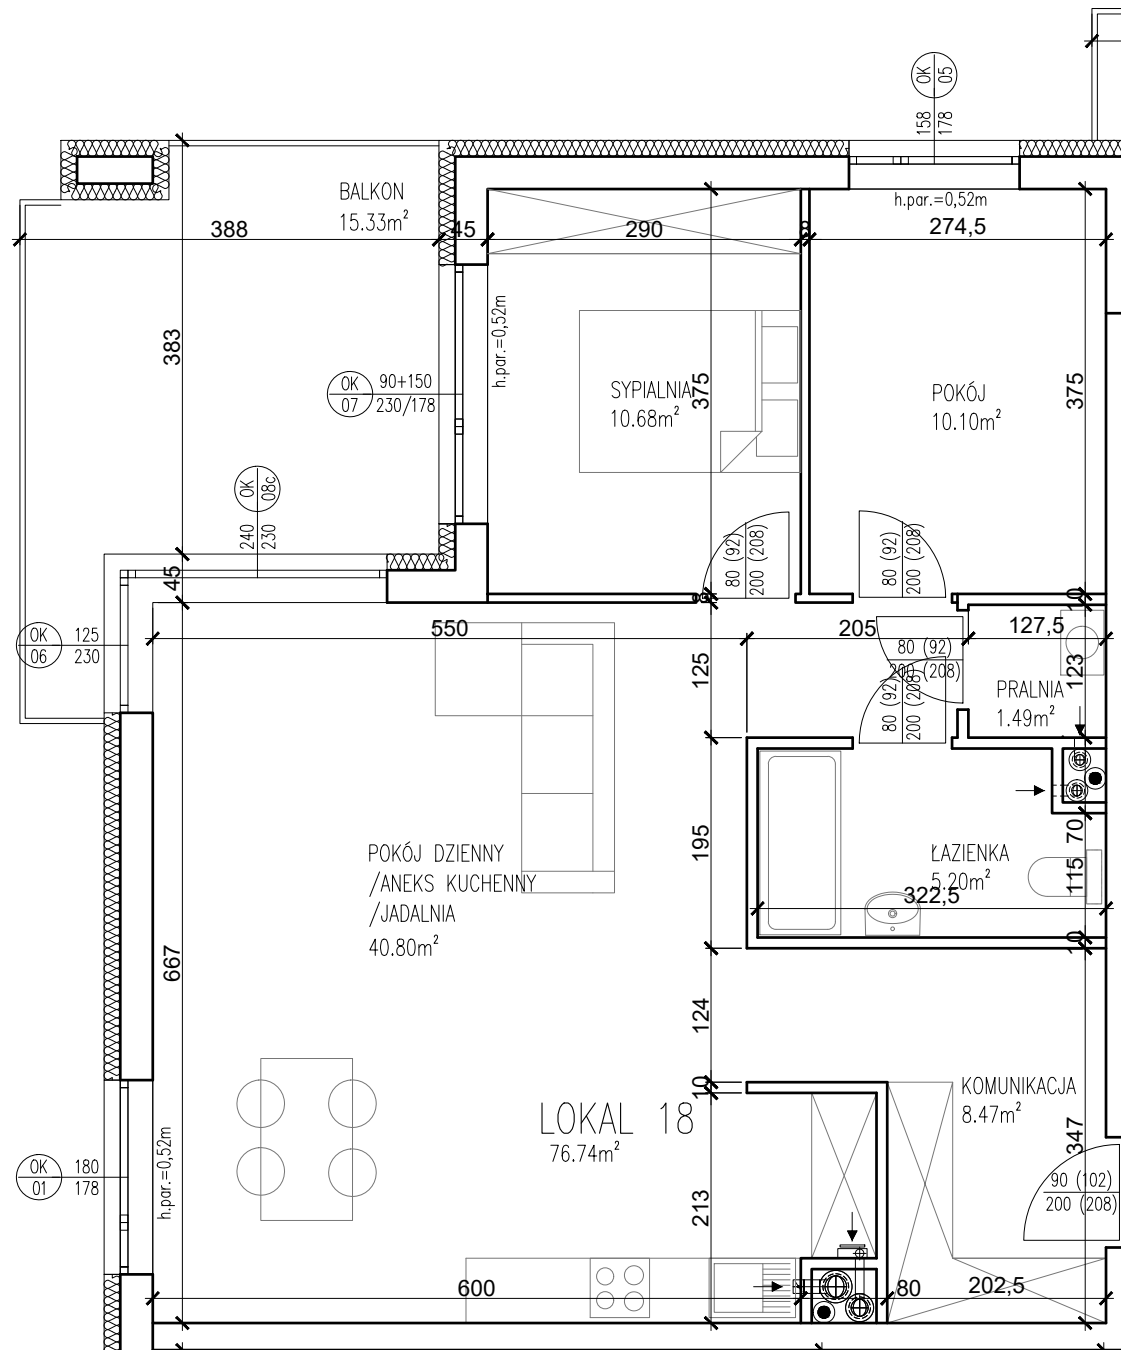 OK
05
158
178
BALKON
15.33m²
h.par.=0,52m
388
45
290
8
274,5
383
h.par.=0,52m
OK
07
90+150
230/178
SYPIALNIA
10.68m²
375
POKÓJ
10.10m²
375
OK
08c
240
230
45
80 (92)
200 (208)
80 (92)
200 (208)
10
OK
06
125
230
550
205
127,5
125
80 (92)
200 (208)
80 (92)
200 (208)
PRALNIA
1.49m²
123
POKÓJ DZIENNY
/ANEKS KUCHENNY
/JADALNIA
40.80m²
195
ŁAZIENKA
5.20m²
322,5
70
115
10
667
124
10
LOKAL 18
76.74m²
KOMUNIKACJA
8.47m²
347
OK
01
180
178
h.par.=0,52m
213
90 (102)
200 (208)
600
80
202,5